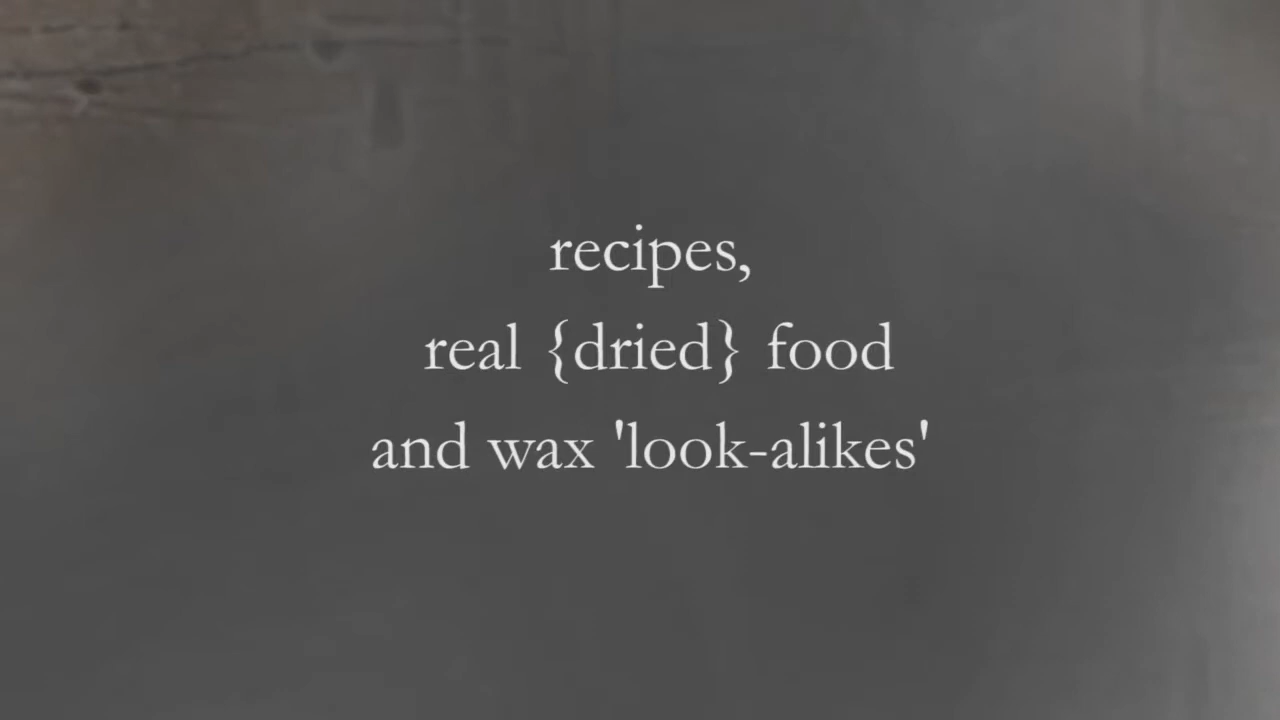 recipes,
real {dried} food
and wax 'look-alikes'